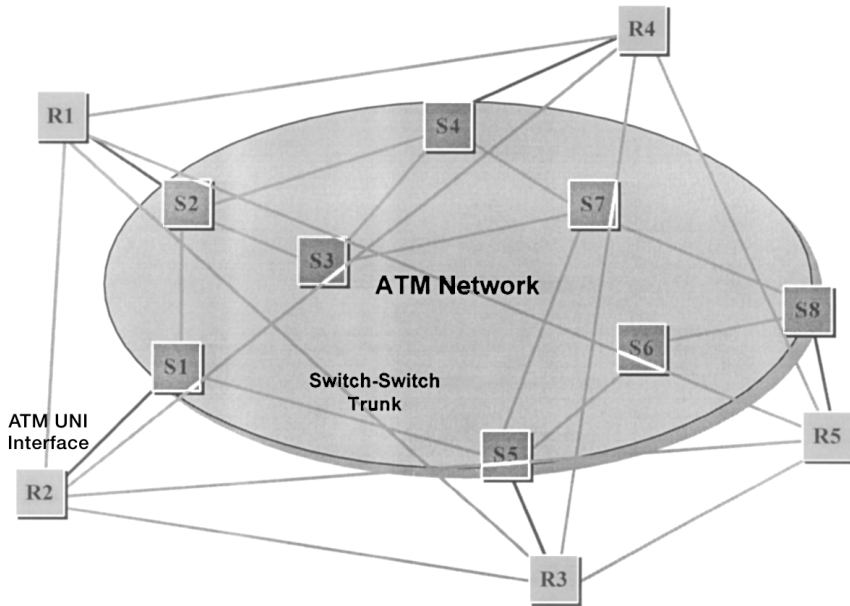 R4
R1
S4
S2
S7
S3
ATM Network
S8
S6
S1
Switch-Switch
Trunk
ATM UNI
Interface
R5
S5
R2
R3